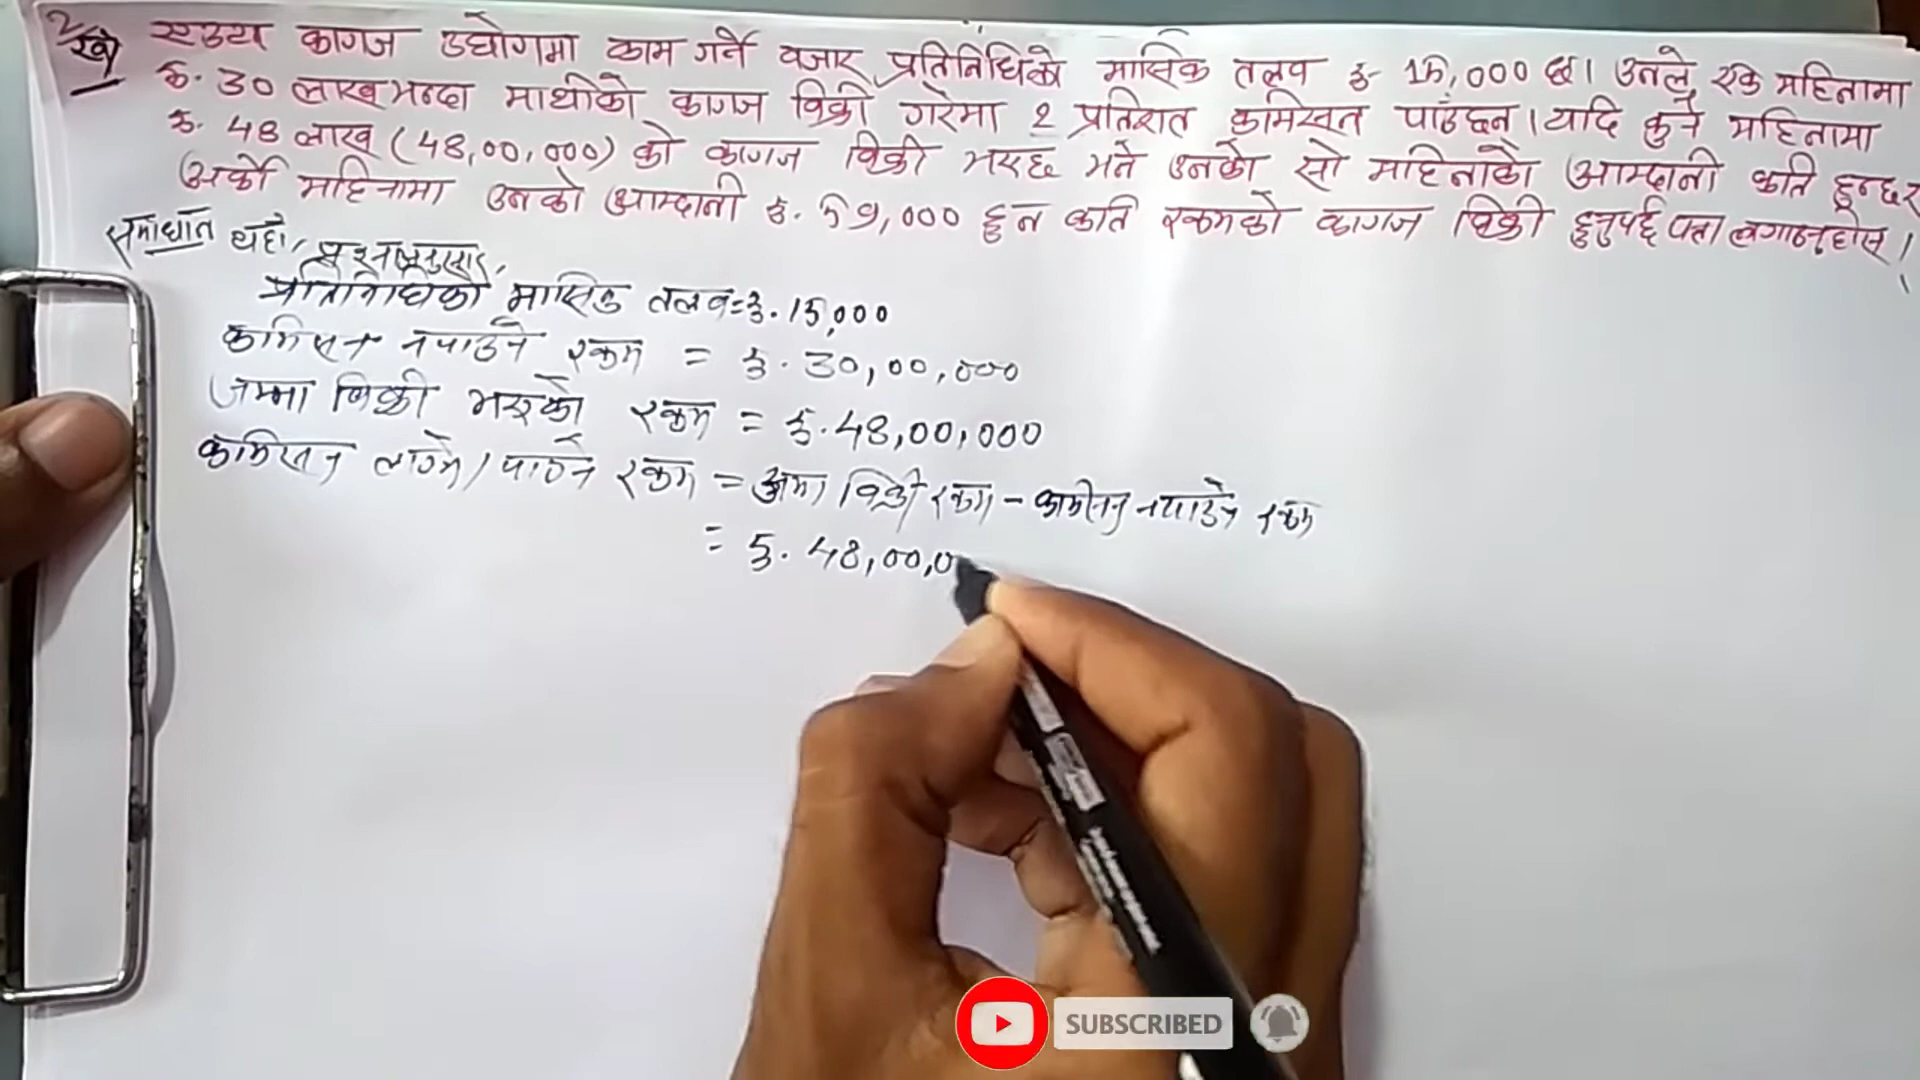 2 ख) एउटा कागज उद्योगमा काम गर्ने बजार प्रतिनिधिको मासिक तलब रु. 15,000 छ। उनले एक महिनामा
रु. 30 लाखभन्दा माथीको कागज विक्री गरेमा 2 प्रतिशत कमिसन पाउँछन्। यदि कुनै महिनामा
रु. 48 लाख (48,00,000) को कागज विक्री भएछ भने उनको सो महिनाको आम्दानी कति हुन्छ र
अर्को महिनामा उनको आम्दानी रु. 59,000 हुन कति रकमको कागज विक्री हुनुपर्छ पत्ता लगाउनुहोस।
समाधान यहाँ, प्रश्नअनुसार,
प्रतिनिधिको मासिक तलब=रु. 15,000
कमिसन नपाउने रकम = रु. 30,00,000
जम्मा विक्री भएको रकम = रु. 48,00,000
कमिसन लाग्ने/पाउने रकम = जम्मा विक्री रकम - कमिसन नपाउने रकम
= रु. 48,00,0
SUBSCRIBED